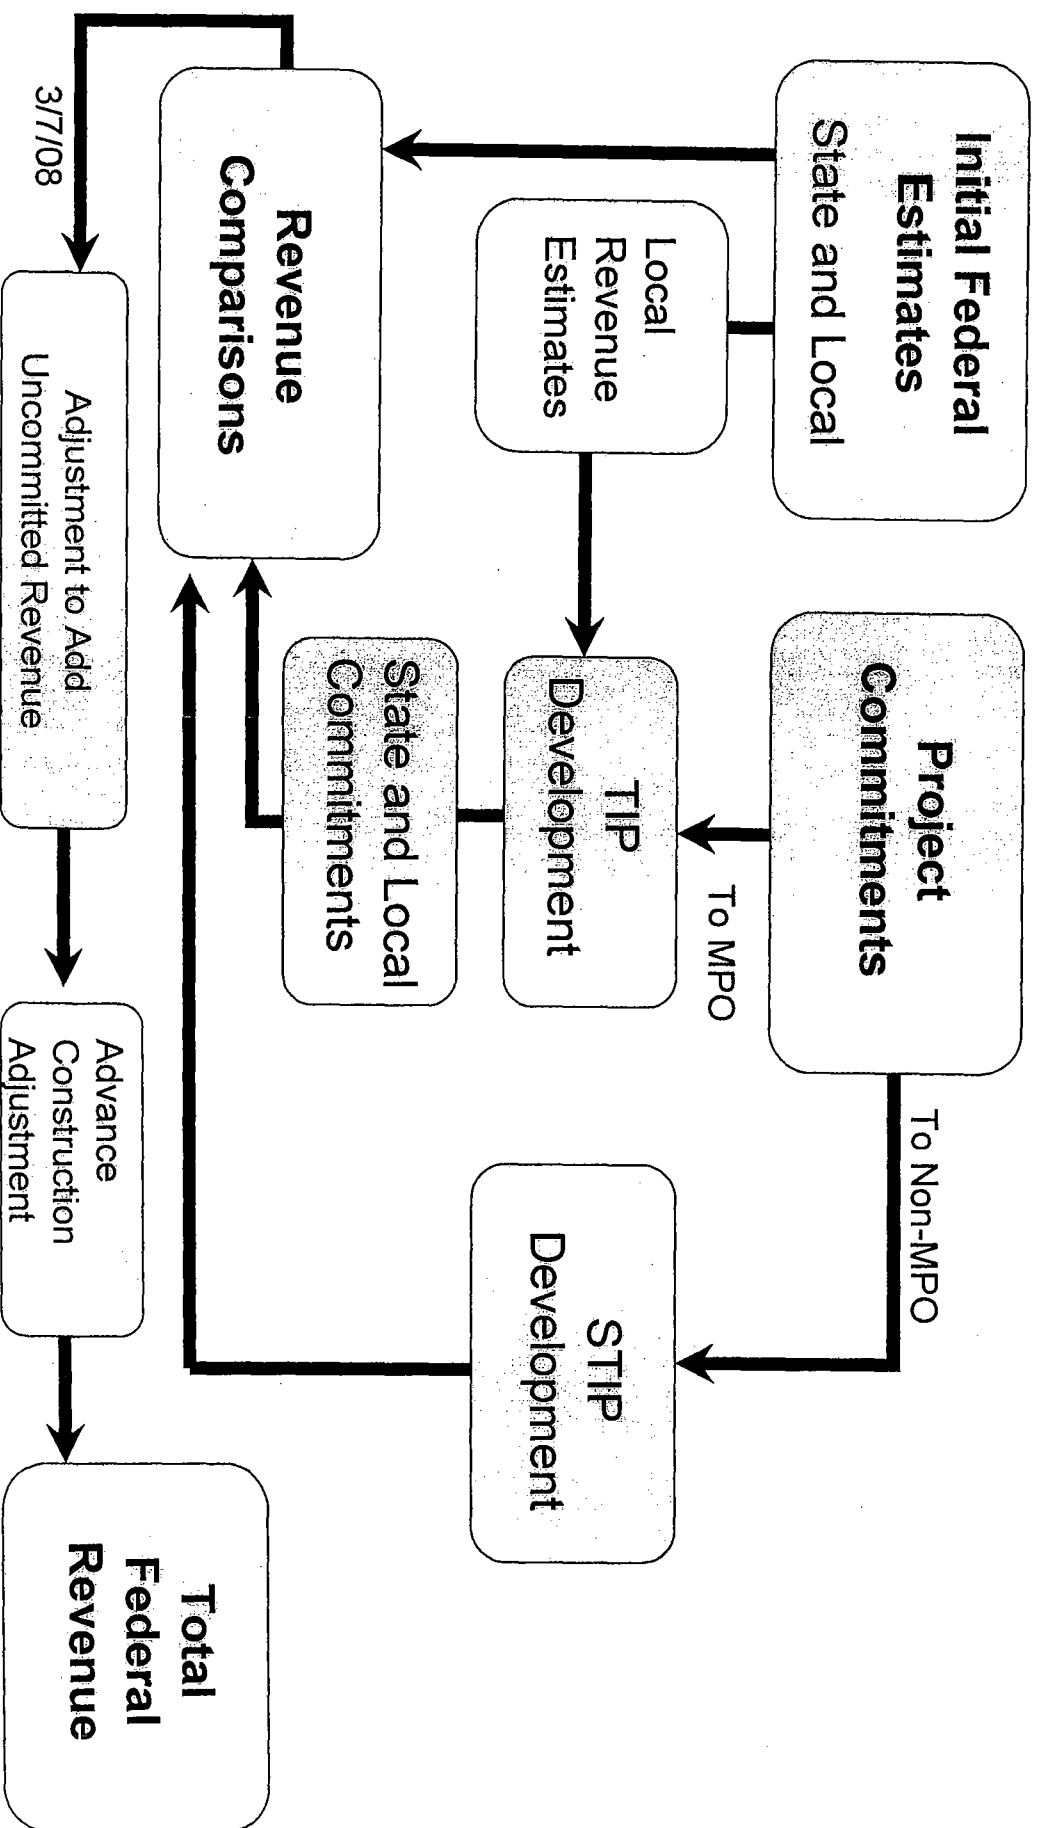 Initial Federal
Estimates
State and Local
Project
Commitments
To Non-MPO
To MPO
Local
Revenue
Estimates
TIP
Development
STIP
Development
State and Local
Commitments
Revenue
Comparisons
3/7/08
Adjustment to Add
Uncommitted Revenue
Advance
Construction
Adjustment
Total
Federal
Revenue